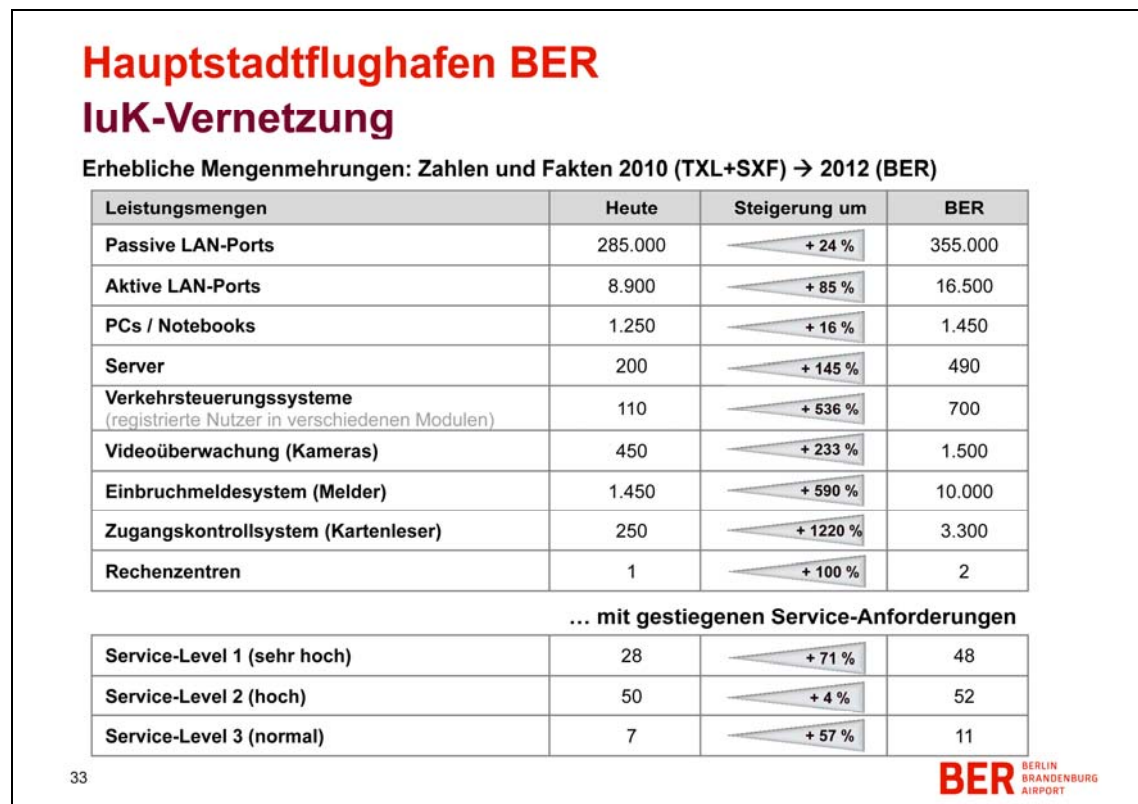 Hauptstadtflughafen BER
IuK-Vernetzung
Erhebliche Mengenmehrungen: Zahlen und Fakten 2010 (TXL+SXF) → 2012 (BER)
Leistungsmengen Heute Steigerung um BER
Passive LAN-Ports 285.000 + 24 % 355.000
Aktive LAN-Ports 8.900 + 85 % 16.500
PCs / Notebooks 1.250 + 16 % 1.450
Server 200 + 145 % 490
Verkehrsteuerungssysteme
(registrierte Nutzer in verschiedenen Modulen) 110 + 536 % 700
Videoüberwachung (Kameras) 450 + 233 % 1.500
Einbruchmeldesystem (Melder) 1.450 + 590 % 10.000
Zugangskontrollsystem (Kartenleser) 250 + 1220 % 3.300
Rechenzentren 1 + 100 % 2
… mit gestiegenen Service-Anforderungen
Service-Level 1 (sehr hoch) 28 + 71 % 48
Service-Level 2 (hoch) 50 + 4 % 52
Service-Level 3 (normal) 7 + 57 % 11
33
BER BERLIN
BRANDENBURG
AIRPORT